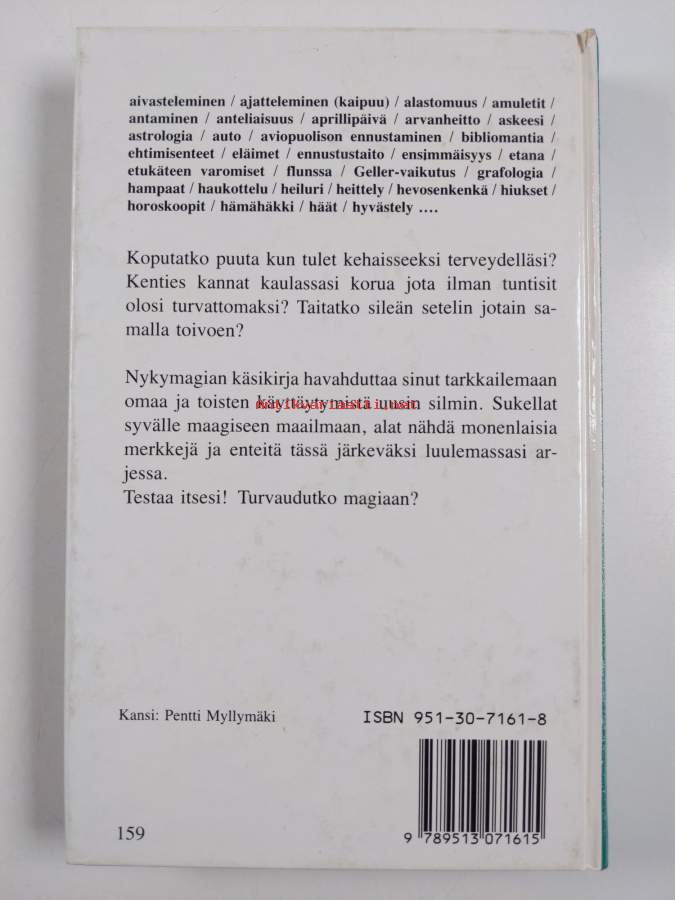 aivasteleminen / ajatteleminen (kaipuu) / alastomuus / amuletit /
antaminen / anteliaisuus / aprillipäivä / arvanheitto / askeesi /
astrologia / auto / aviopuolison ennustaminen / bibliomantia /
ehtimisenteet / eläimet / ennustustaito / ensimmäisyys / etana /
etukäteen varomiset / flunssa / Geller-vaikutus / grafologia /
hampaat / haukottelu / heiluri / heittely / hevosenkenkä / hiukset /
horoskoopit / hämähäkki / häät / hyvästely ....
Koputatko puuta kun tulet kehaisseeksi terveydelläsi?
Kenties kannat kaulassasi korua jota ilman tuntisit
olosi turvattomaksi? Taitatko sileän setelin jotain sa-
malla toivoen?
Nykymagian käsikirja havahduttaa sinut tarkkailemaan
omaa ja toisten käyttäytymistä uusin silmin. Sukellat
syvälle maagiseen maailmaan, alat nähdä monenlaisia
merkkejä ja enteitä tässä järkeväksi luulemassasi ar-
jessa.
Testaa itsesi! Turvaudutko magiaan?
Kansi: Pentti Myllymäki
ISBN 951-30-7161-8
159
9 789513 071615